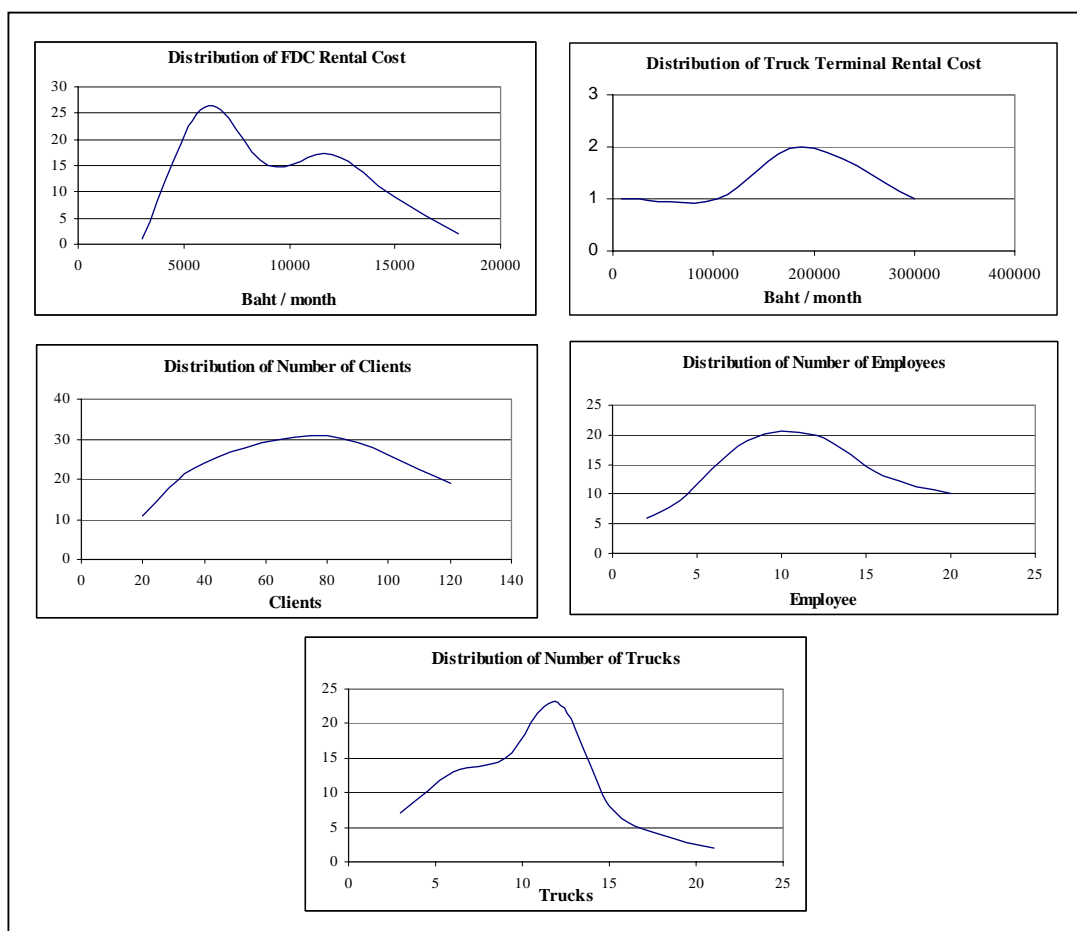 Distribution of FDC Rental Cost
30
25
20
15
10
5
0
0 5000 10000 15000 20000
Baht / month
Distribution of Truck Terminal Rental Cost
3
2
1
0
0 100000 200000 300000 400000
Baht / month
Distribution of Number of Clients
40
30
20
10
0
0 20 40 60 80 100 120 140
Clients
Distribution of Number of Employees
25
20
15
10
5
0
0 5 10 15 20 25
Employee
Distribution of Number of Trucks
25
20
15
10
5
0
0 5 10 15 20 25
Trucks